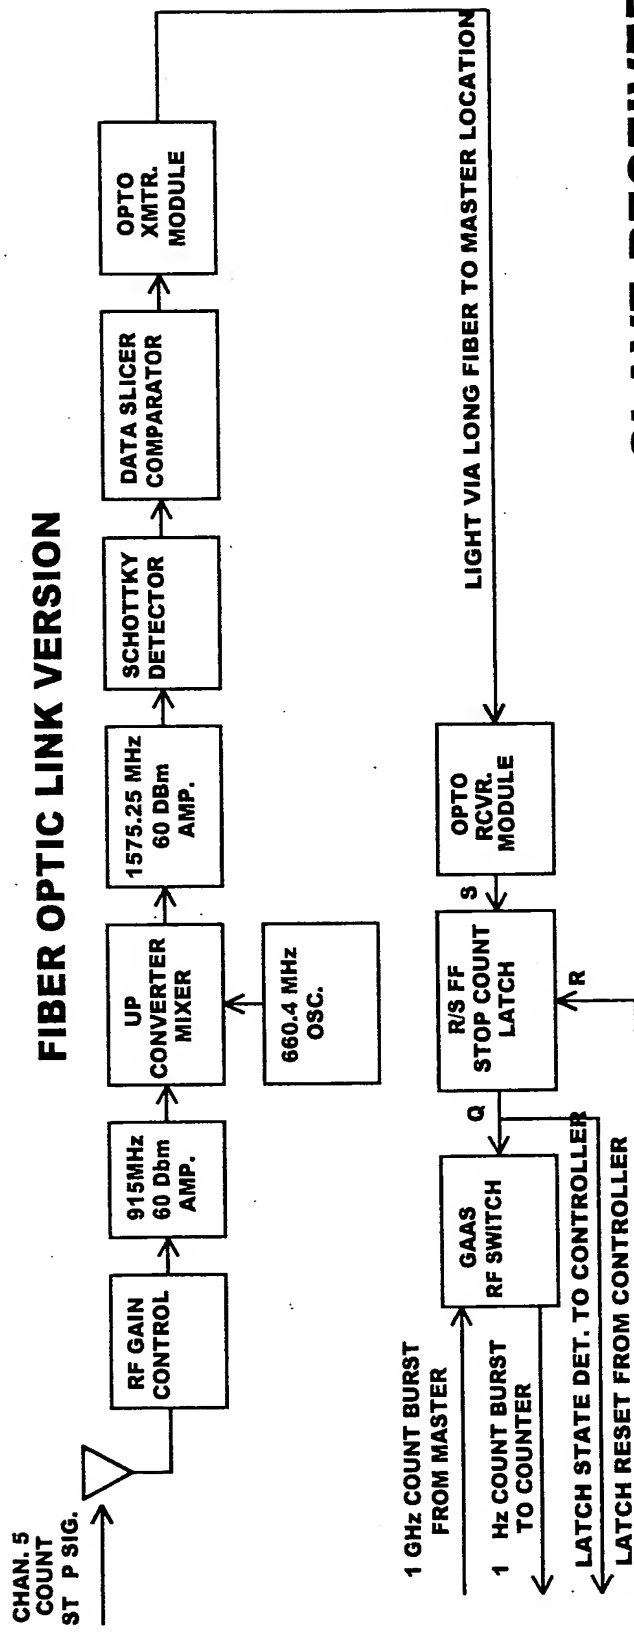 FIBER OPTIC LINK VERSION
CHAN. 5
COUNT
ST P SIG.
RF GAIN
CONTROL
915MHz
60 Dbm
AMP.
UP
CONVERTER
MIXER
660.4 MHz
OSC.
1575.25 MHz
60 DBm
AMP.
SCHOTTKY
DETECTOR
DATA SLICER
COMPARATOR
OPTO
XMTR.
MODULE
LIGHT VIA LONG FIBER TO MASTER LOCATION
OPTO
RCVR.
MODULE
S
R/S FF
STOP COUNT
LATCH
R
Q
GAAS
RF SWITCH
1 GHz COUNT BURST
FROM MASTER
1 Hz COUNT BURST
TO COUNTER
LATCH STATE DET. TO CONTROLLER
LATCH RESET FROM CONTROLLER